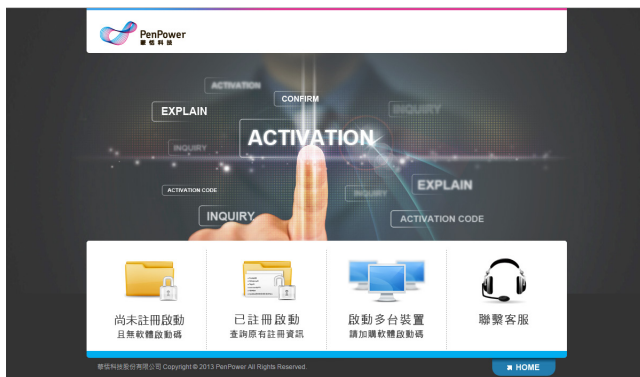 PenPower
蒙恬科技
ACTIVATION
CONFIRM
EXPLAIN
INQUIRY
ACTIVATION
INQUIRY
ACTIVATION CODE
INQUIRY
EXPLAIN
INQUIRY
ACTIVATION CODE
尚未註冊啟動
且無軟體啟動碼
已註冊啟動
查詢原有註冊資訊
啟動多台裝置
請加購軟體啟動碼
聯繫客服
蒙恬科技股份有限公司 Copyright © 2013 PenPower All Rights Reserved.
HOME